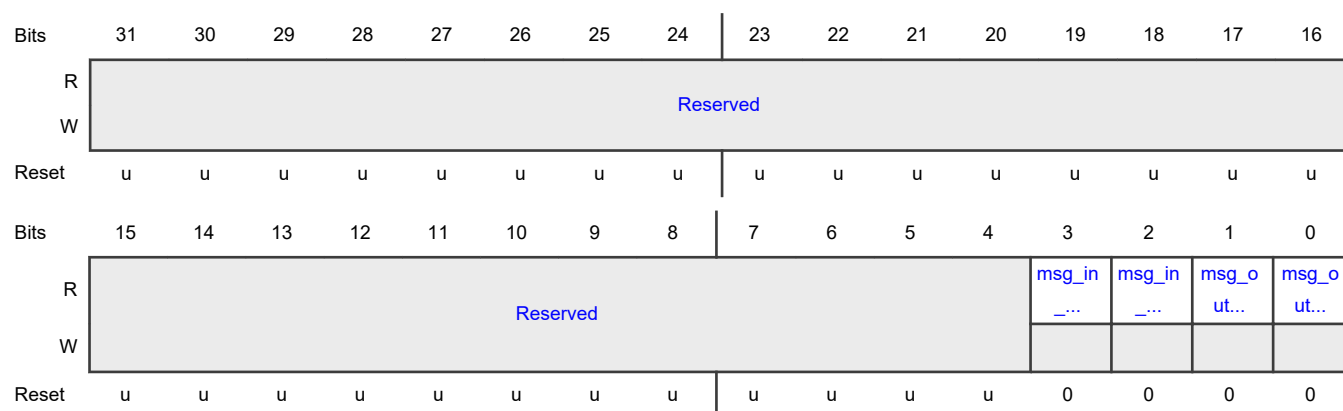 Bits 31 30 29 28 27 26 25 24 23 22 21 20 19 18 17 16
R
Reserved
W
Reset u u u u u u u u u u u u u u u u
Bits 15 14 13 12 11 10 9 8 7 6 5 4 3 2 1 0
R Reserved msg_in _... msg_in _... msg_o ut... msg_o ut...
W
Reset u u u u u u u u u u u u 0 0 0 0